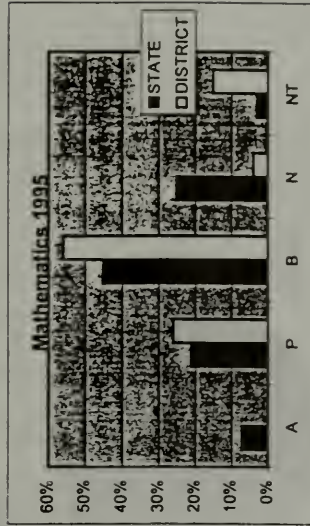 Mathematics 1995
60%
50%
40%
30%
20%
10%
0%
A P B N NT
STATE
DISTRICT